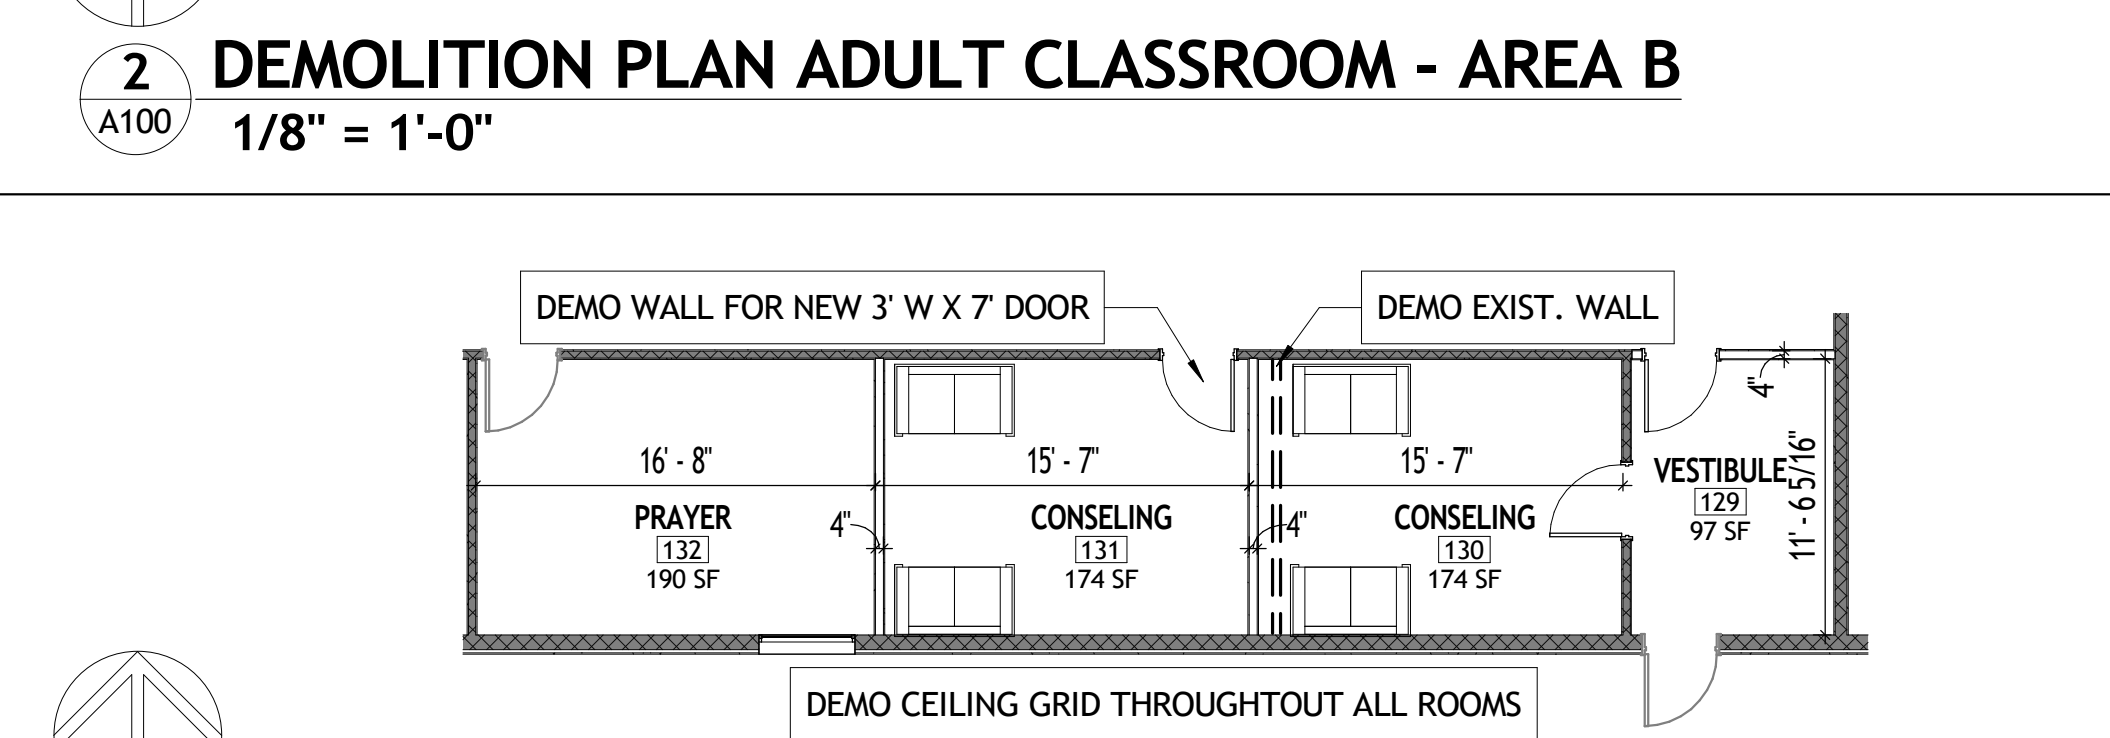 2
DEMOLITION PLAN ADULT CLASSROOM - AREA B
A100
1/8" = 1'-0"
DEMO WALL FOR NEW 3' W X 7' DOOR
DEMO EXIST. WALL
4"
16' - 8"
15' - 7"
15' - 7"
11' - 6 5/16"
VESTIBULE
129
97 SF
PRAYER
132
190 SF
4"
CONSELING
131
174 SF
4"
CONSELING
130
174 SF
DEMO CEILING GRID THROUGHTOUT ALL ROOMS